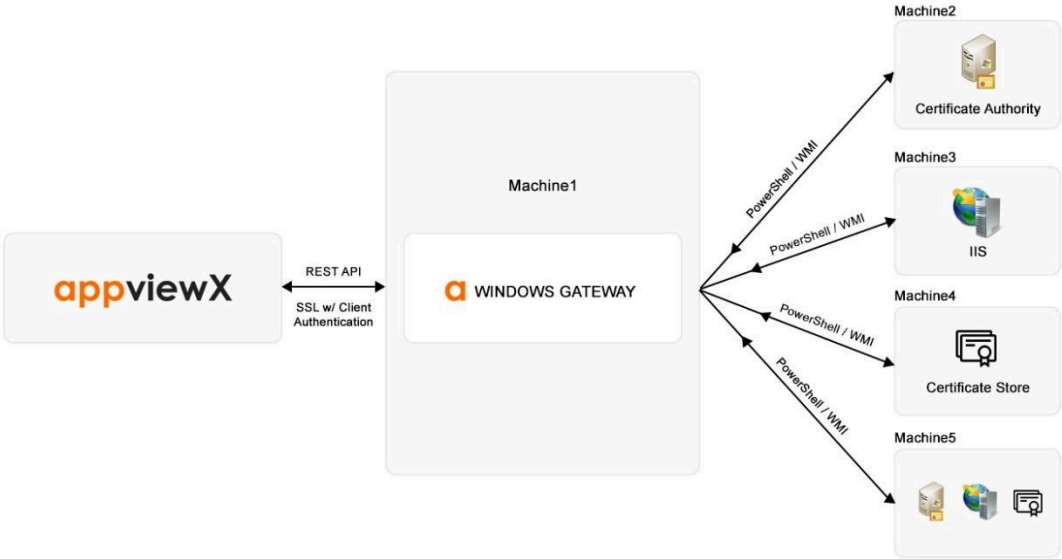 appviewX
REST API
SSL w/ Client
Authentication
Machine1
a WINDOWS GATEWAY
PowerShell / WMI
PowerShell / WMI
PowerShell / WMI
PowerShell / WMI
Machine2
Certificate Authority
Machine3
IIS
Machine4
Certificate Store
Machine5